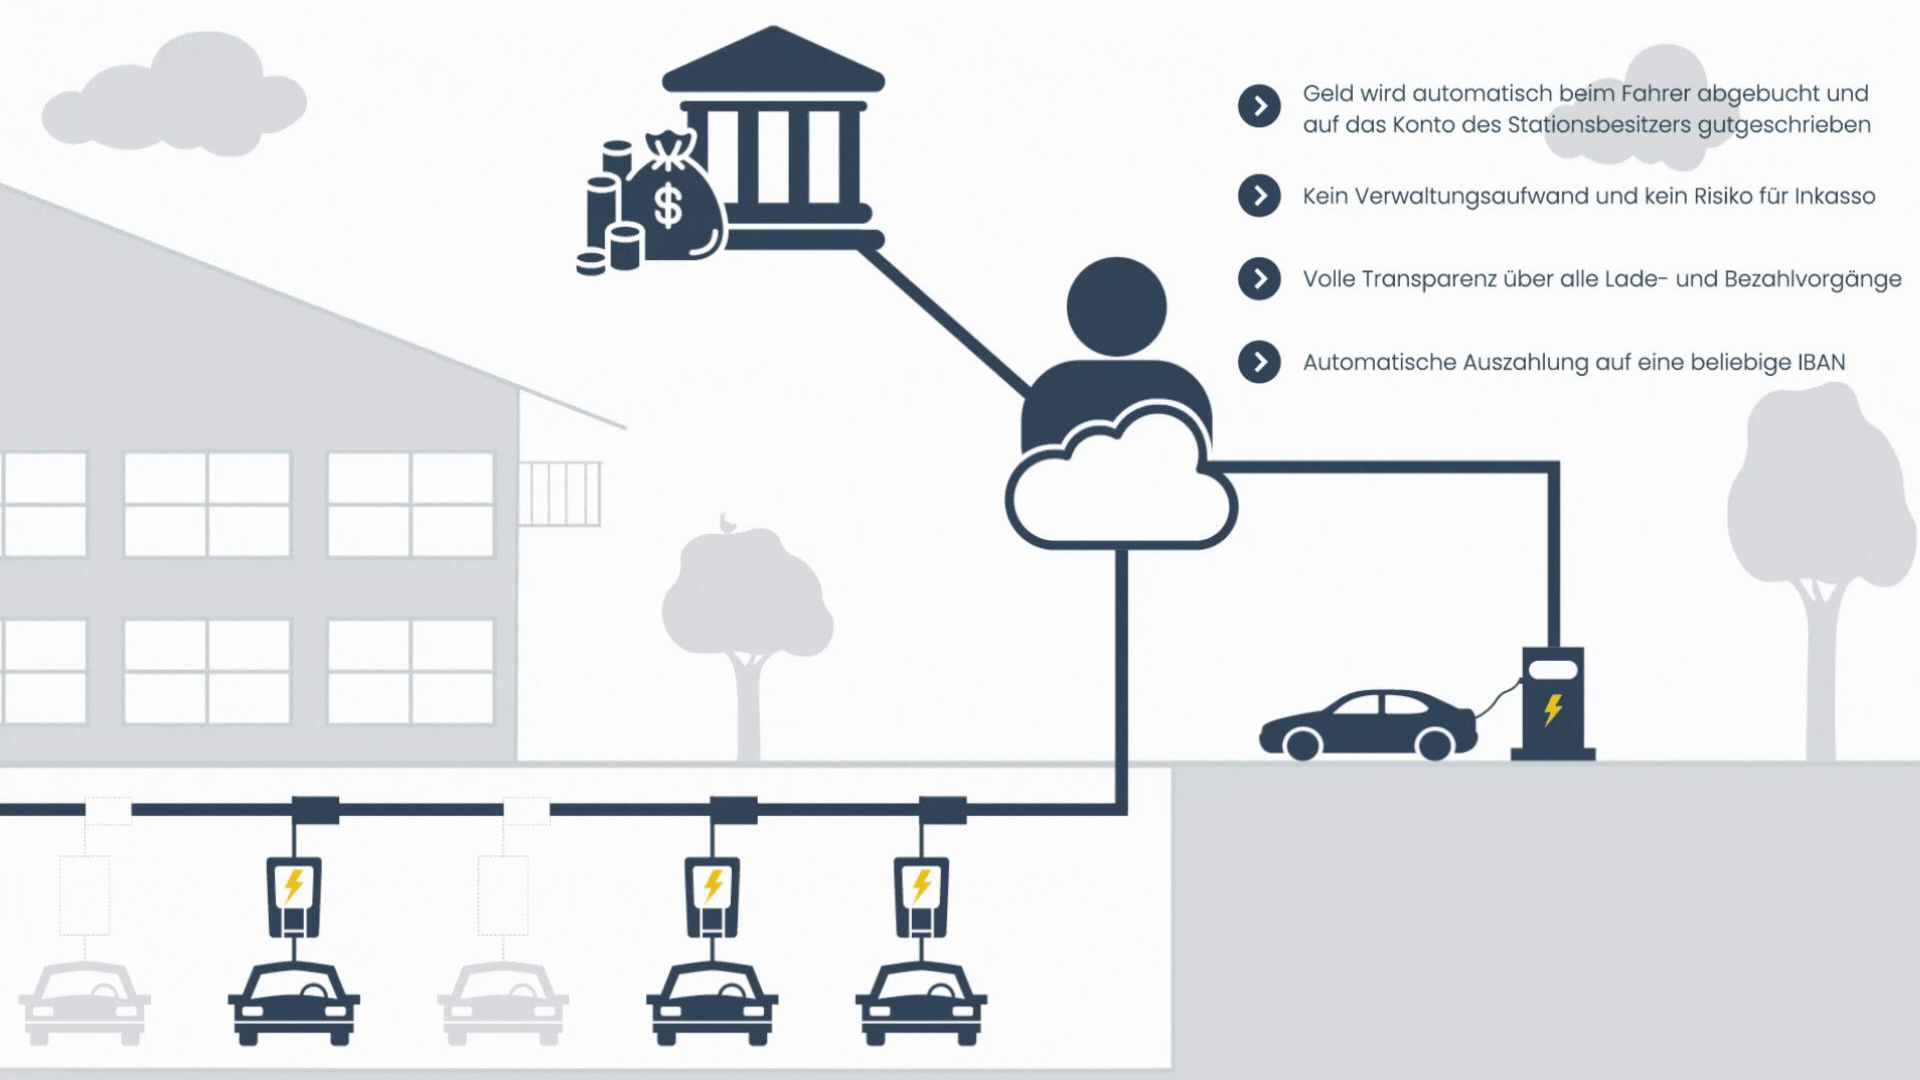 $
Geld wird automatisch beim Fahrer abgebucht und
auf das Konto des Stationsbesitzers gutgeschrieben
Kein Verwaltungsaufwand und kein Risiko für Inkasso
Volle Transparenz über alle Lade- und Bezahlvorgänge
Automatische Auszahlung auf eine beliebige IBAN